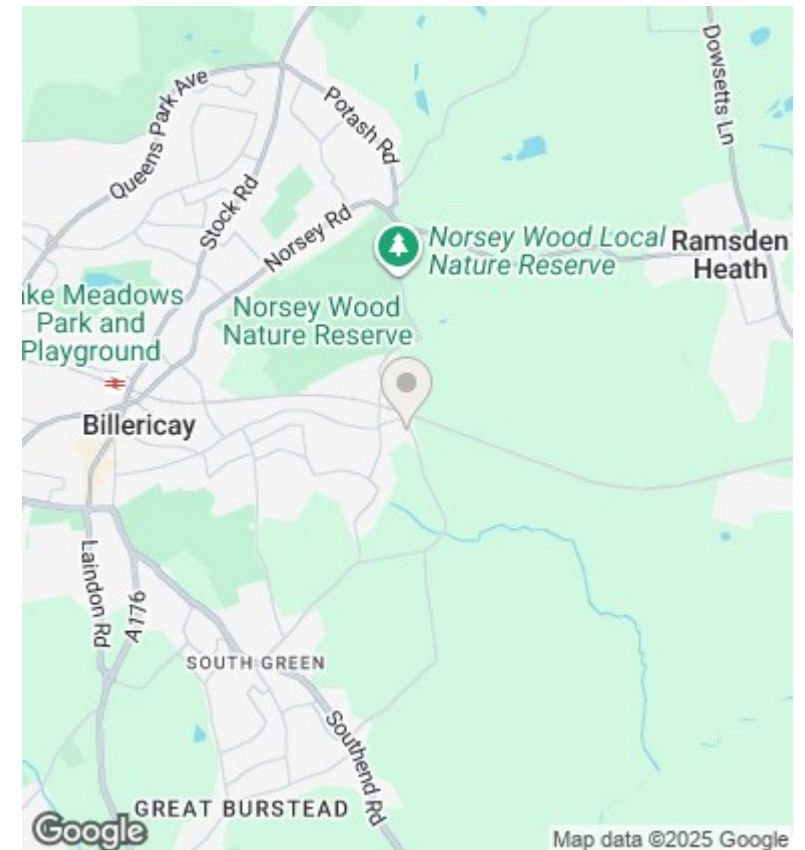 Dowsetts Ln
Queens Park Ave
Potash Rd
Stock Rd
Norsey Rd
Norsey Wood Local
Nature Reserve
Ramsden
Heath
ake Meadows
Park and
Playground
Norsey Wood
Nature Reserve
Billericay
Laindon Rd
A176
SOUTH GREEN
Southend Rd
GREAT BURSTEAD
Google
Map data ©2025 Google